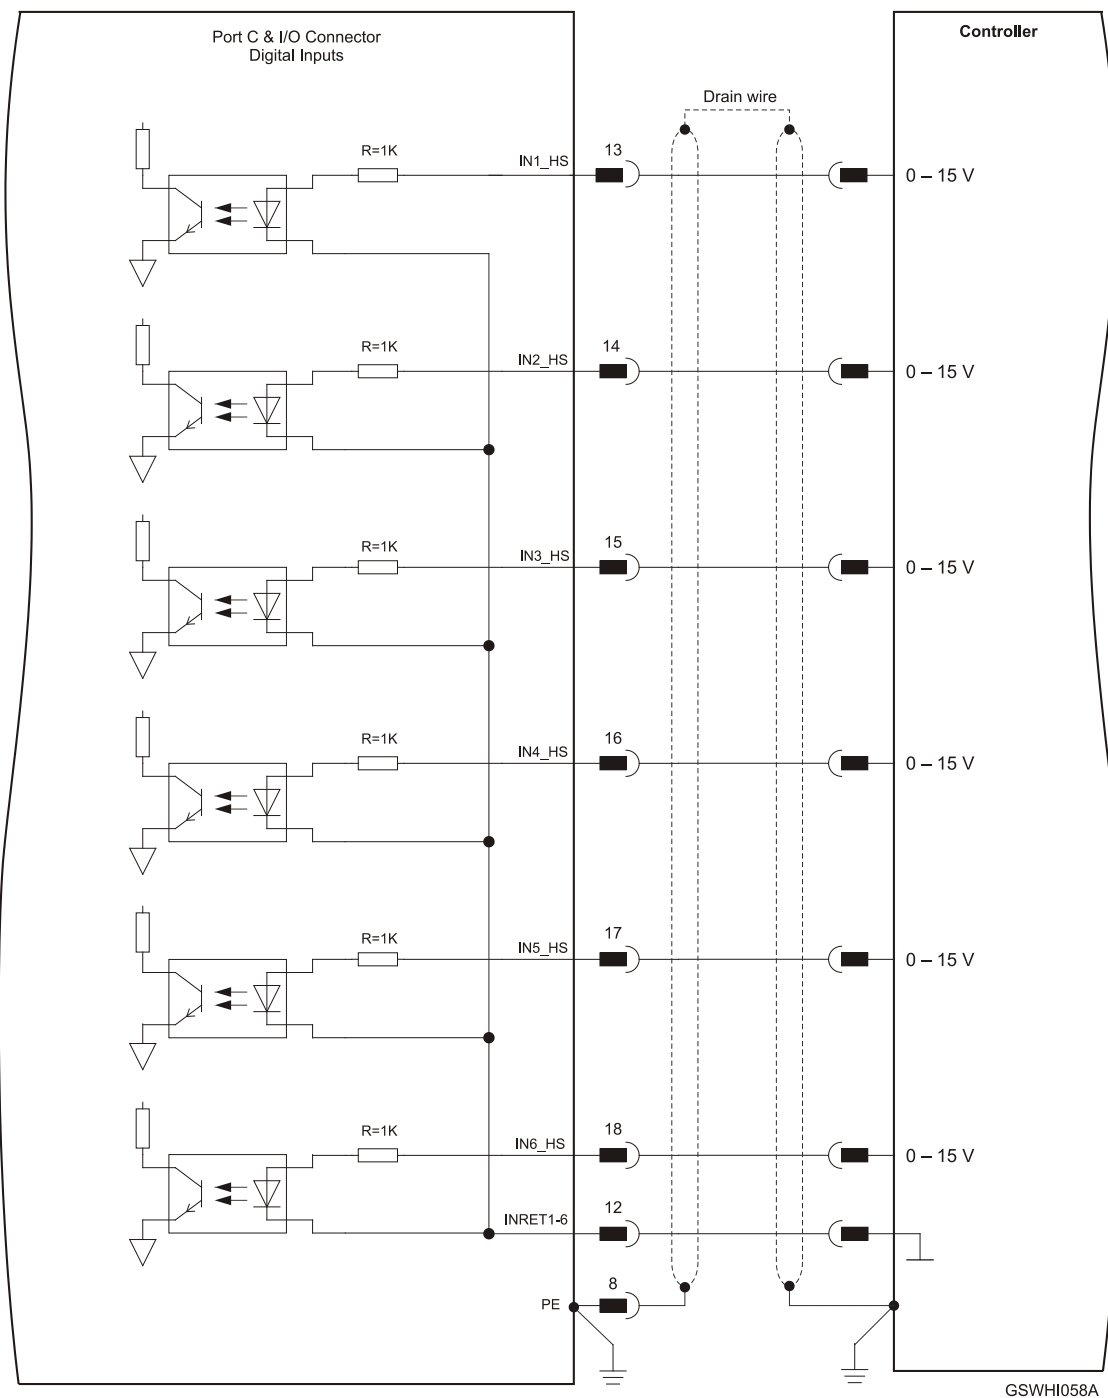 Port C & I/O Connector
Digital Inputs
Controller
Drain wire
R=1K
IN1_HS
13
0 – 15 V
R=1K
IN2_HS
14
0 – 15 V
R=1K
IN3_HS
15
0 – 15 V
R=1K
IN4_HS
16
0 – 15 V
R=1K
IN5_HS
17
0 – 15 V
R=1K
IN6_HS
18
0 – 15 V
INRET1-6
12
PE
8
GSWHI058A